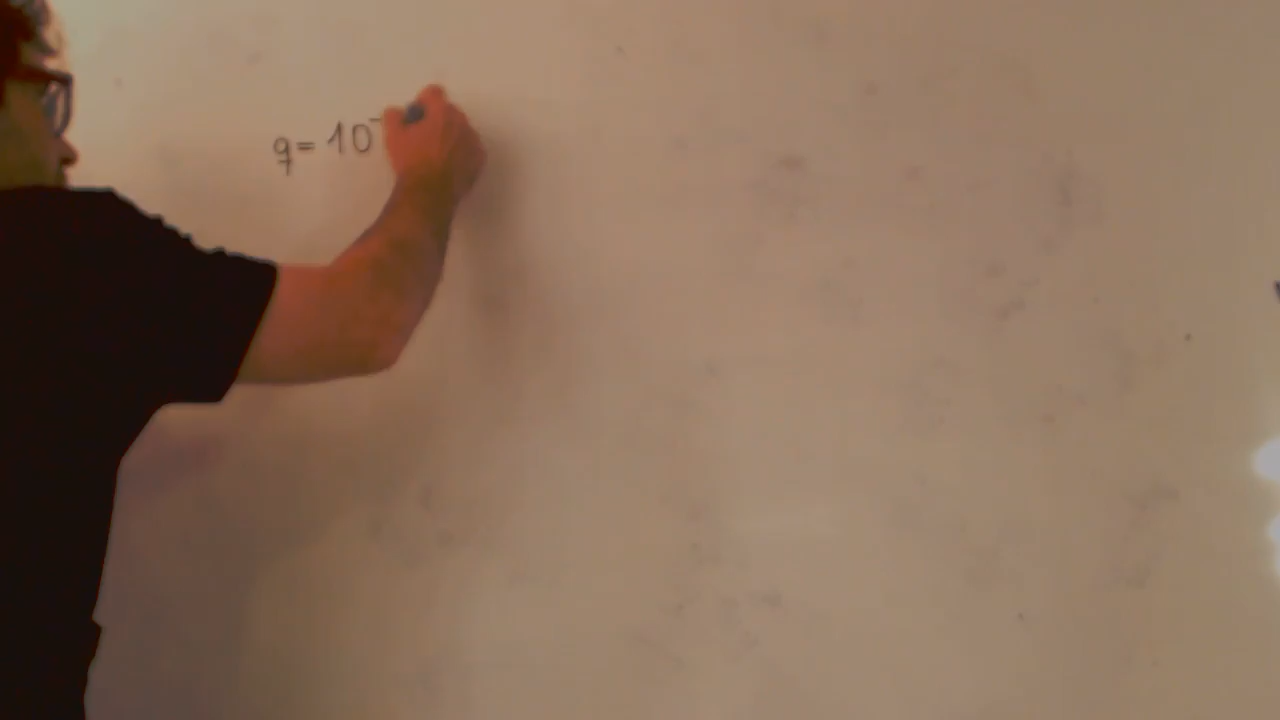 q = 10⁻